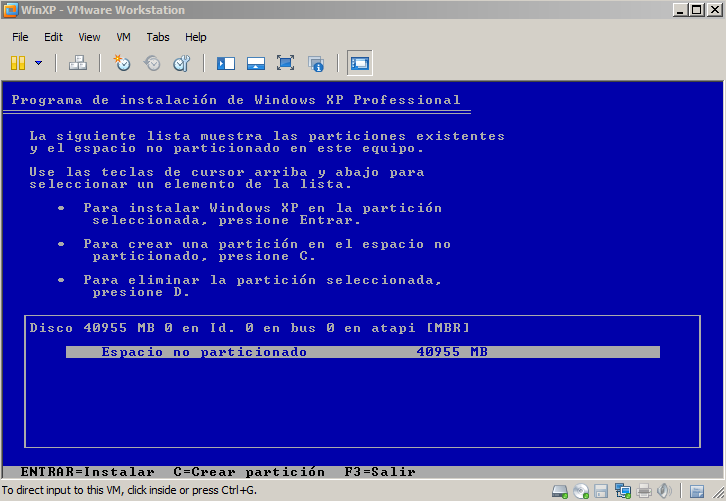 WinXP - VMware Workstation
File Edit View VM Tabs Help
Programa de instalación de Windows XP Professional
La siguiente lista muestra las particiones existentes
y el espacio no particionado en este equipo.
Use las teclas de cursor arriba y abajo para
seleccionar un elemento de la lista.
• Para instalar Windows XP en la partición
seleccionada, presione Entrar.
• Para crear una partición en el espacio no
particionado, presione C.
• Para eliminar la partición seleccionada,
presione D.
Disco 40955 MB 0 en Id. 0 en bus 0 en atapi [MBR]
Espacio no particionado 40955 MB
ENTRAR=Instalar C=Crear partición F3=Salir
To direct input to this VM, click inside or press Ctrl+G.